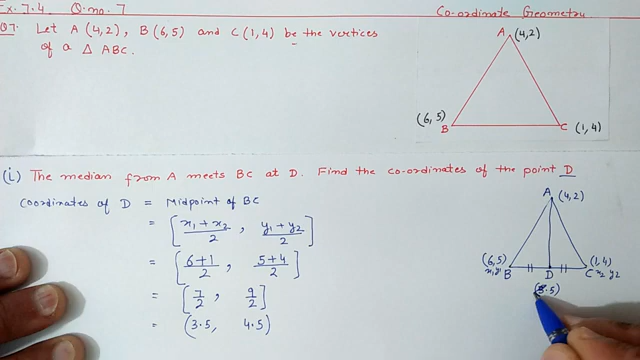 Ex. 7.4 Q.no. 7
Co-ordinate Geometry
Q7. Let A (4,2), B (6,5) and C (1,4) be the vertices
of a Δ ABC.
A (4,2)
(6,5)
B
C (1,4)
(i) The median from A meets BC at D. Find the co-ordinates of the point D
Coordinates of D = Midpoint of BC
= [x₁+x₂/2 , y₁+y₂/2]
= [6+1/2 , 5+4/2]
= [7/2 , 9/2]
= (3.5, 4.5)
A (4,2)
(6,5) (1,4)
x₁ y₁ B D C x₂ y₂